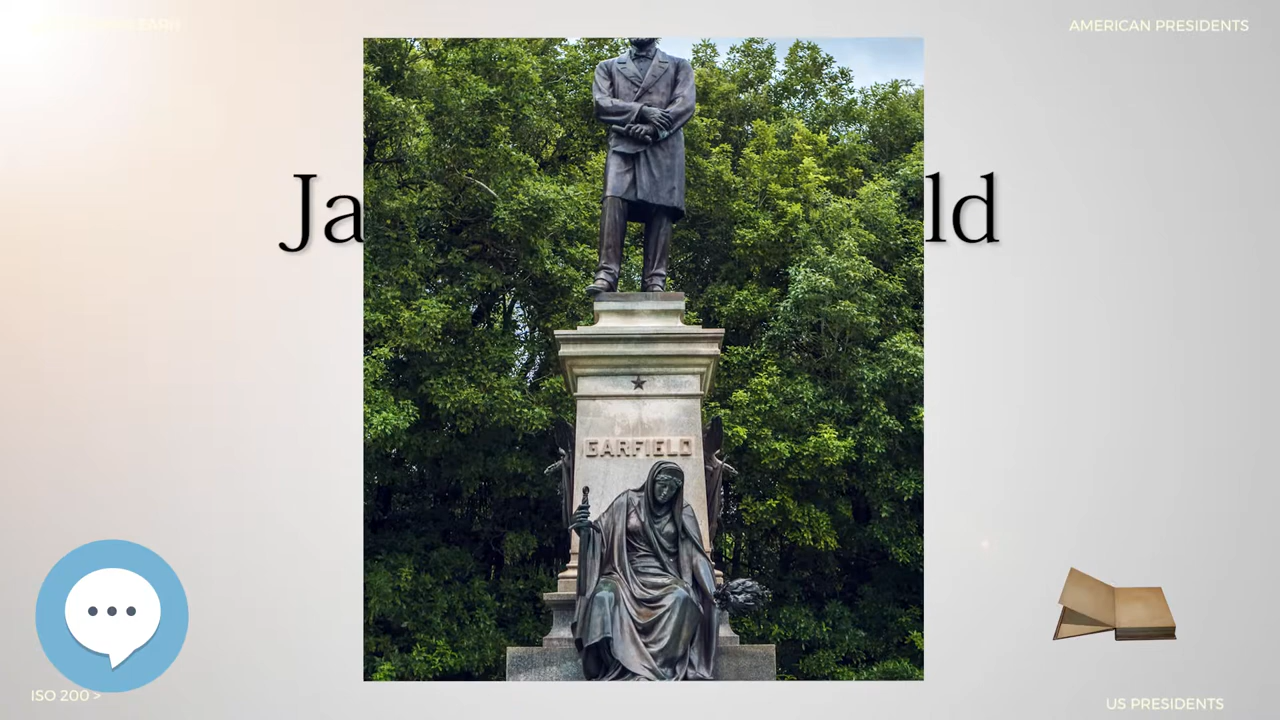 AMERICAN PRESIDENTS
Ja ld
GARFIELD
ISO 200 >
US PRESIDENTS